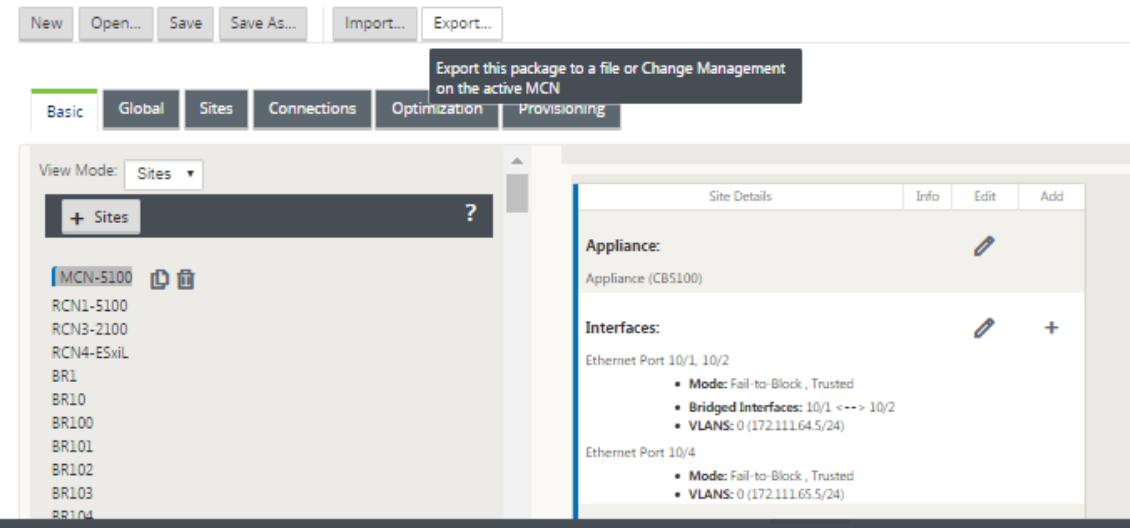 New Open... Save Save As... Import... Export...
Export this package to a file or Change Management
on the active MCN
Basic Global Sites Connections Optimization Provisioning
View Mode: Sites
+ Sites ?
MCN-5100
RCN1-5100
RCN3-2100
RCN4-ESxiL
BR1
BR10
BR100
BR101
BR102
BR103
BR104
Site Details Info Edit Add
Appliance:
Appliance (CB5100)
Interfaces: +
Ethernet Port 10/1, 10/2
• Mode: Fail-to-Block , Trusted
• Bridged Interfaces: 10/1 <--> 10/2
• VLANS: 0 (172.111.64.5/24)
Ethernet Port 10/4
• Mode: Fail-to-Block , Trusted
• VLANS: 0 (172.111.65.5/24)